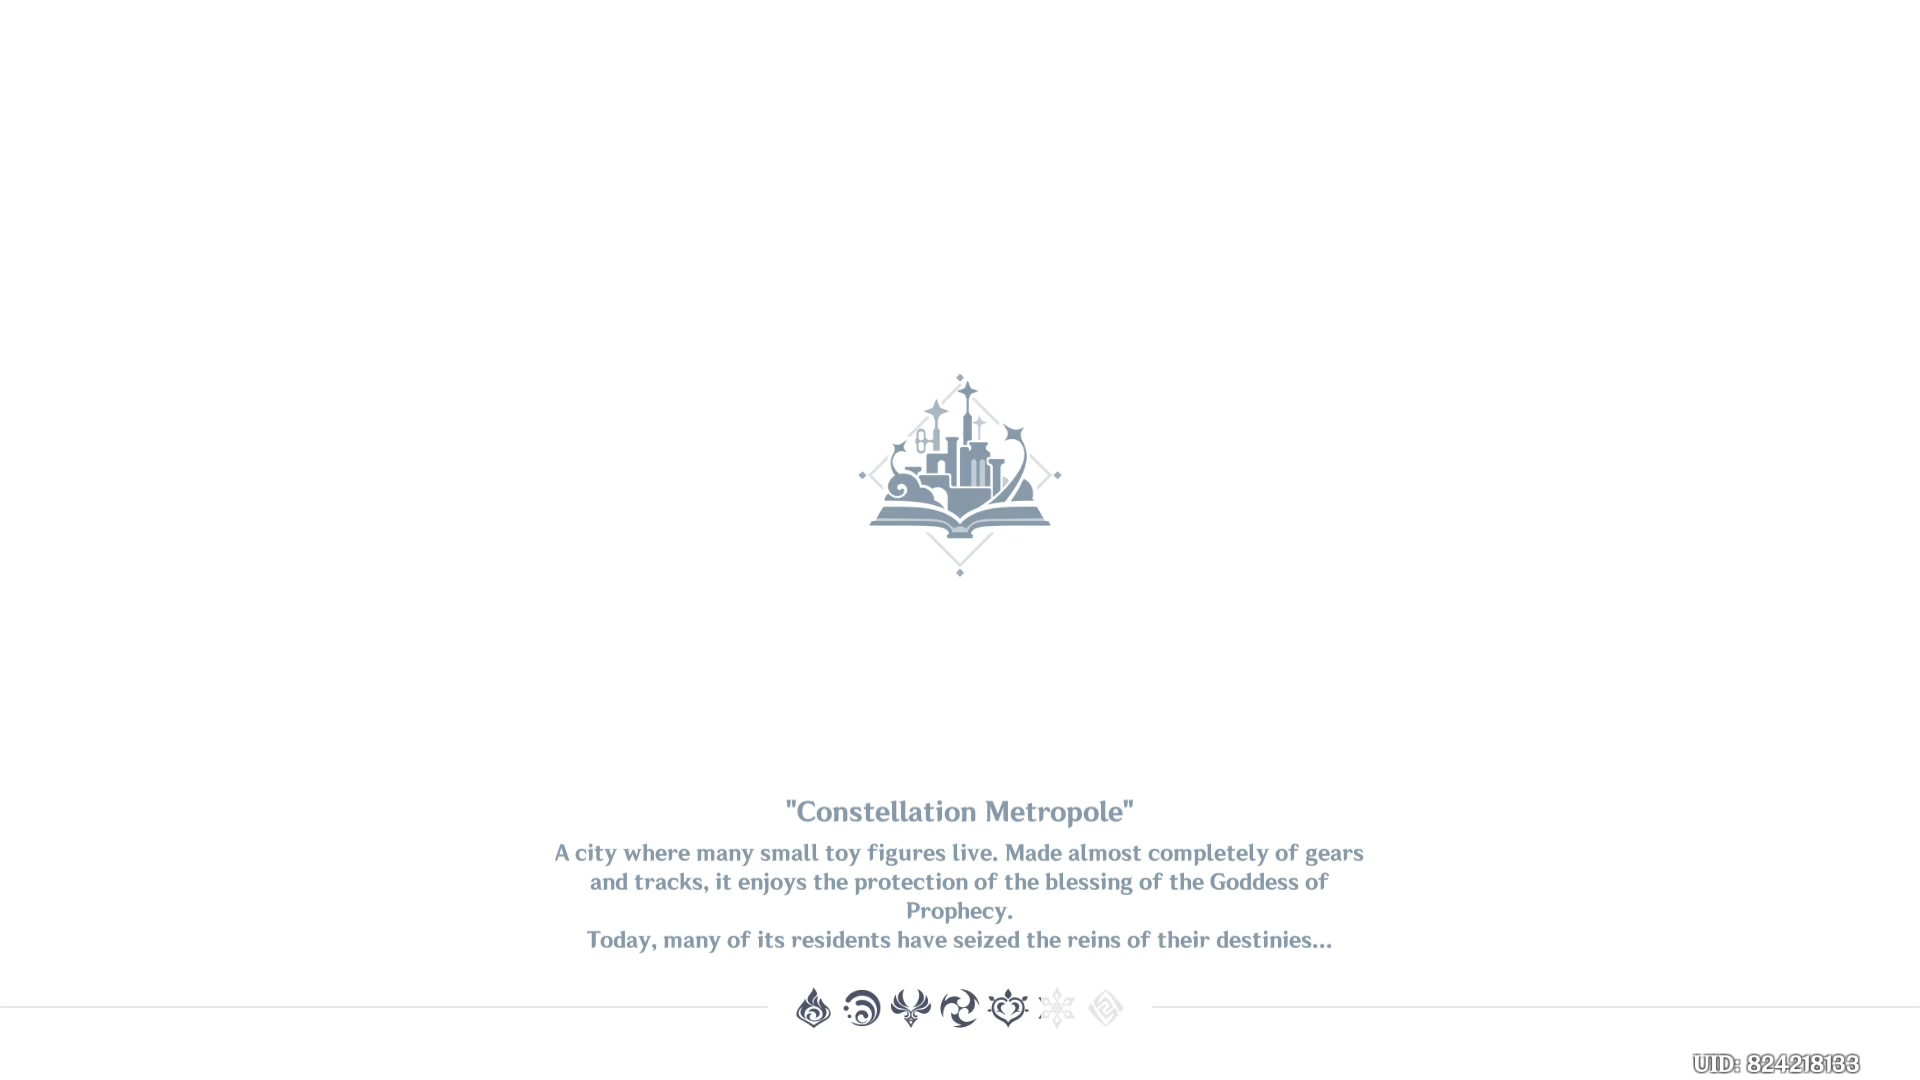 "Constellation Metropole"
A city where many small toy figures live. Made almost completely of gears
and tracks, it enjoys the protection of the blessing of the Goddess of
Prophecy.
Today, many of its residents have seized the reins of their destinies...
UID: 824218133